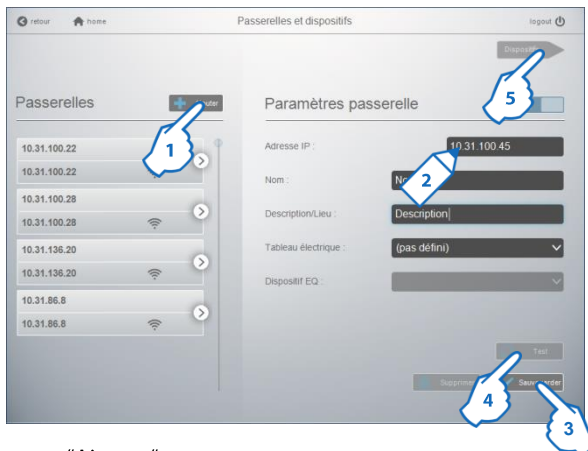 retour home Passerelles et dispositifs logout
Passerelles
1
10.31.100.22
10.31.100.22
10.31.100.28
10.31.100.28
10.31.136.20
10.31.136.20
10.31.86.8
10.31.86.8
5
Paramètres passerelle
Adresse IP : 10.31.100.45
2
Nom :
Description/Lieu : Description
Tableau électrique : (pas défini)
Dispositif EQ :
Test
4
3